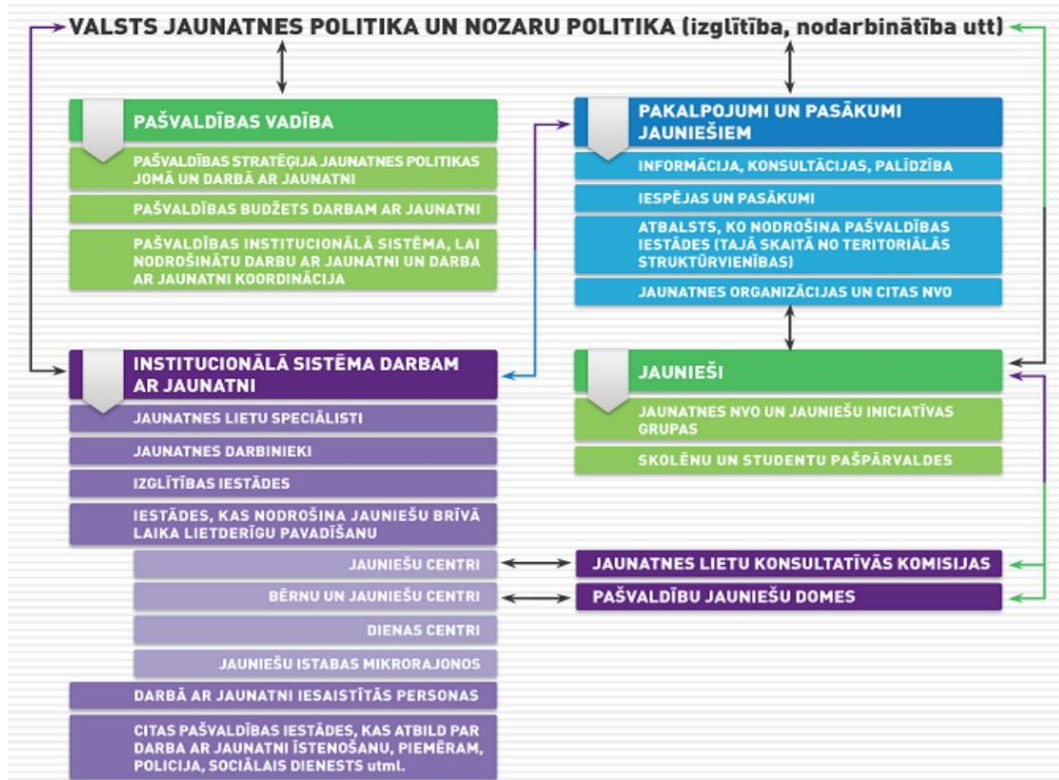 VALSTS JAUNATNES POLITIKA UN NOZARU POLITIKA (izglītība, nodarbinātība utt)
PAŠVALDĪBAS VADĪBA
PAŠVALDĪBAS STRATĒĢIJA JAUNATNES POLITIKAS
JOMĀ UN DARBĀ AR JAUNATNI
PAŠVALDĪBAS BUDŽETS DARBAM AR JAUNATNI
PAŠVALDĪBAS INSTITUCIONĀLĀ SISTĒMA, LAI
NODROŠINĀTU DARBU AR JAUNATNI UN DARBA
AR JAUNATNI KOORDINĀCIJA
PAKALPOJUMI UN PASĀKUMI
JAUNIEŠIEM
INFORMĀCIJA, KONSULTĀCIJAS, PALĪDZĪBA
IESPĒJAS UN PASĀKUMI
ATBALSTS, KO NODROŠINA PAŠVALDĪBAS
IESTĀDES (TAJĀ SKAITĀ NO TERITORIĀLĀS
STRUKTŪRVIENĪBAS)
JAUNATNES ORGANIZĀCIJAS UN CITAS NVO
INSTITUCIONĀLĀ SISTĒMA DARBAM
AR JAUNATNI
JAUNATNES LIETU SPECIĀLISTI
JAUNATNES DARBINIEKI
IZGLĪTĪBAS IESTĀDES
IESTĀDES, KAS NODROŠINA JAUNIEŠU BRĪVĀ
LAIKA LIETDERĪGU PAVADĪŠANU
JAUNIEŠU CENTRI
BĒRNU UN JAUNIEŠU CENTRI
DIENAS CENTRI
JAUNIEŠU ISTABAS MIKRORAJONOS
DARBĀ AR JAUNATNI IESAISTĪTĀS PERSONAS
CITAS PAŠVALDĪBAS IESTĀDES, KAS ATBILD PAR
DARBA AR JAUNATNI ĪSTENOŠANU, PIEMĒRAM,
POLICIJA, SOCIĀLAIS DIENESTS utml.
JAUNIEŠI
JAUNATNES NVO UN JAUNIEŠU INICIATĪVAS
GRUPAS
SKOLĒNU UN STUDENTU PAŠPĀRVALDES
JAUNATNES LIETU KONSULTATĪVĀS KOMISIJAS
PAŠVALDĪBU JAUNIEŠU DOMES